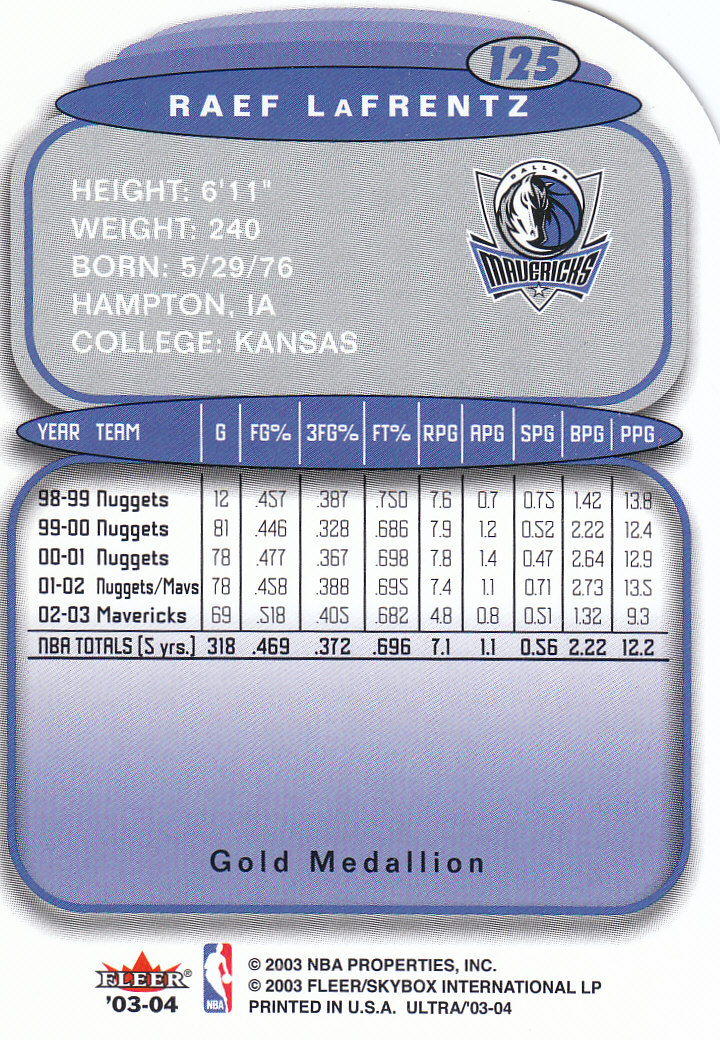 125
RAEF LAFRENTZ
HEIGHT: 6'11"
WEIGHT: 240
BORN: 5/29/76
HAMPTON, IA
COLLEGE: KANSAS
DALLAS
MAVERICKS
YEAR TEAM G FG% 3FG% FT% RPG APG SPG BPG PPG
98-99 Nuggets 12 .457 .387 .750 7.6 0.7 0.75 1.42 13.8
99-00 Nuggets 81 .446 .328 .686 7.9 1.2 0.52 2.22 12.4
00-01 Nuggets 78 .477 .367 .698 7.8 1.4 0.47 2.64 12.9
01-02 Nuggets/Mavs 78 .458 .388 .695 7.4 1.1 0.71 2.73 13.5
02-03 Mavericks 69 .518 .405 .682 4.8 0.8 0.51 1.32 9.3
NBA TOTALS (5 yrs.) 318 .469 .372 .696 7.1 1.1 0.56 2.22 12.2
Gold Medallion
FLEER®
'03-04
NBA
© 2003 NBA PROPERTIES, INC.
© 2003 FLEER/SKYBOX INTERNATIONAL LP
PRINTED IN U.S.A. ULTRA/'03-04